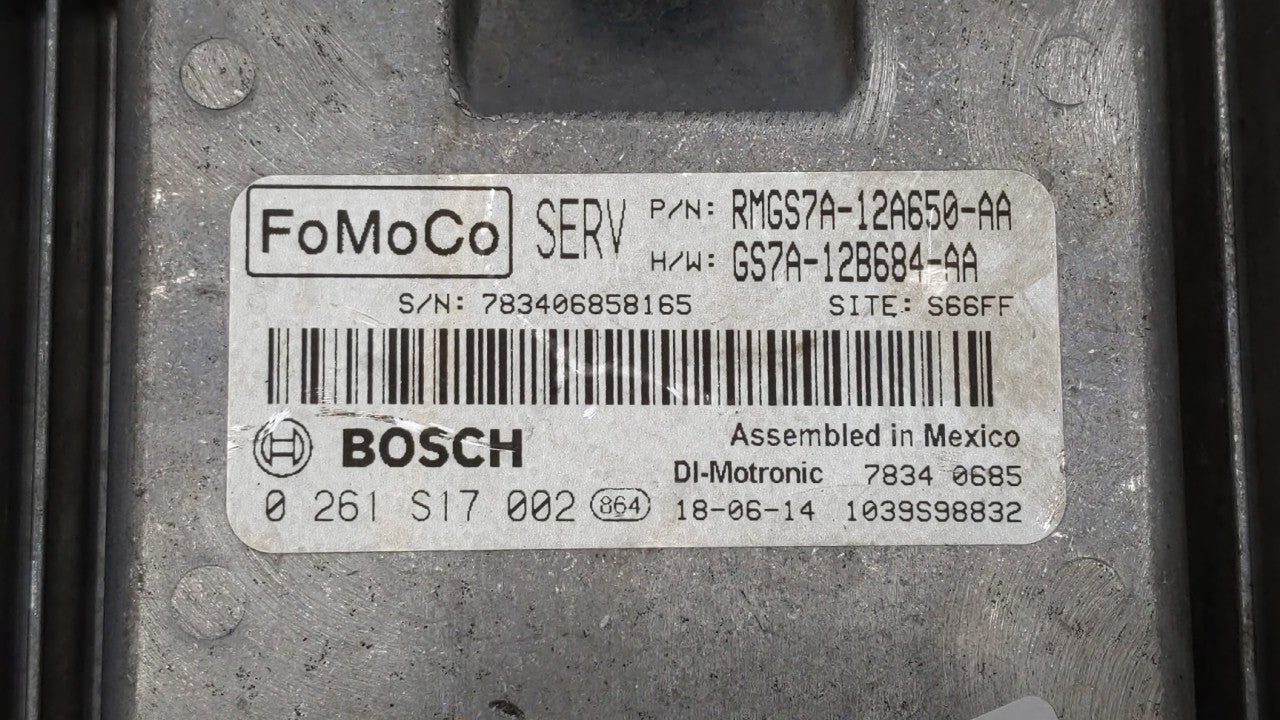 FoMoCo SERV P/N: RMGS7A-12A650-AA
H/W: GS7A-12B684-AA
S/N: 783406858165 SITE: S66FF
BOSCH Assembled in Mexico
DI-Motronic 7834 0685
0 261 S17 002 864 18-06-14 1039S98832